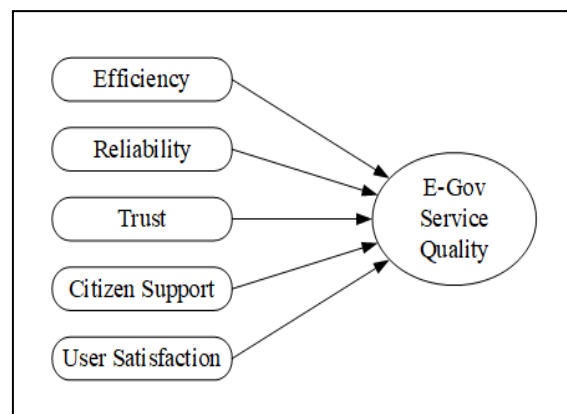 Efficiency
Reliability
Trust
Citizen Support
User Satisfaction
E-Gov
Service
Quality